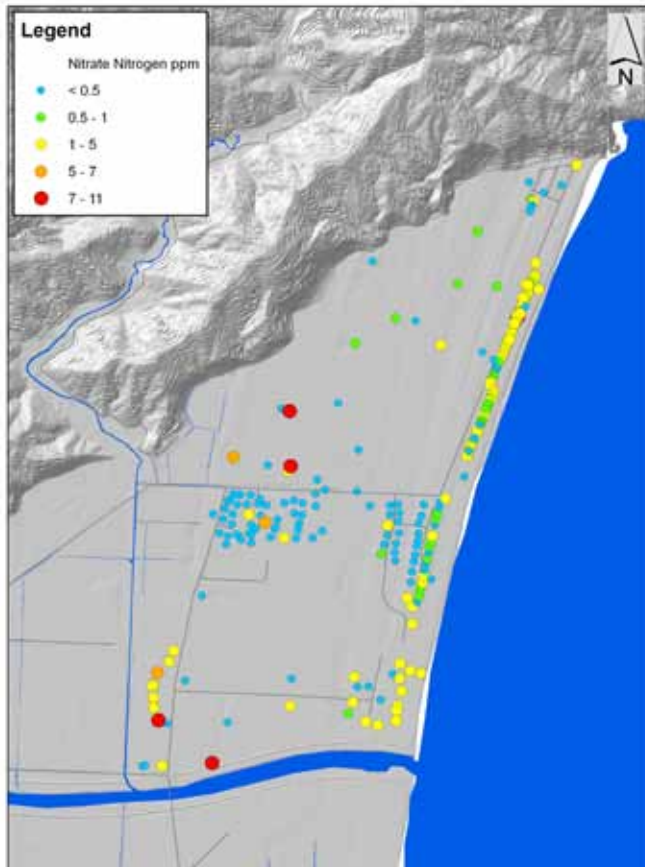 Legend
Nitrate Nitrogen ppm
< 0.5
0.5 - 1
1 - 5
5 - 7
7 - 11
N